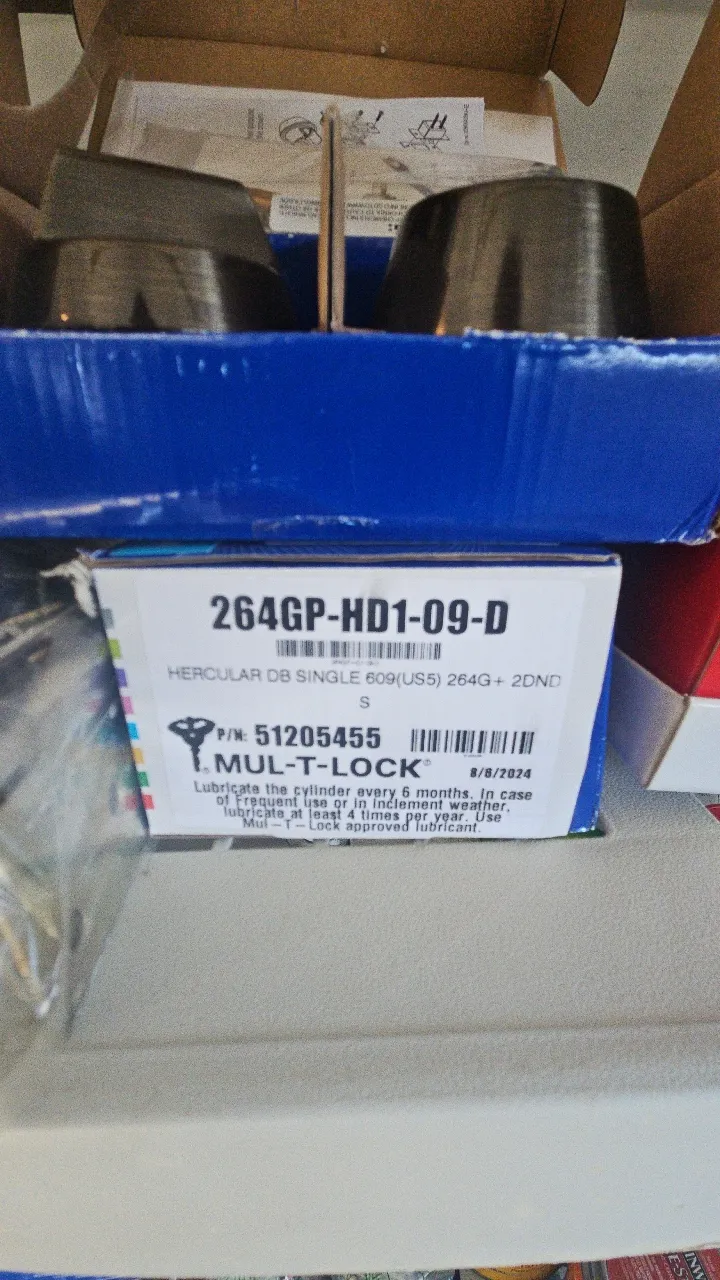 264GP-HD1-09-D
HERCULAR DB SINGLE 609(US5) 264G+ 2DND
S
P/N: 51205455
MUL-T-LOCK®
8/8/2024
Lubricate the cylinder every 6 months. In case
of Frequent use or in inclement weather,
lubricate at least 4 times per year. Use
Mul-T-Lock approved lubricant.